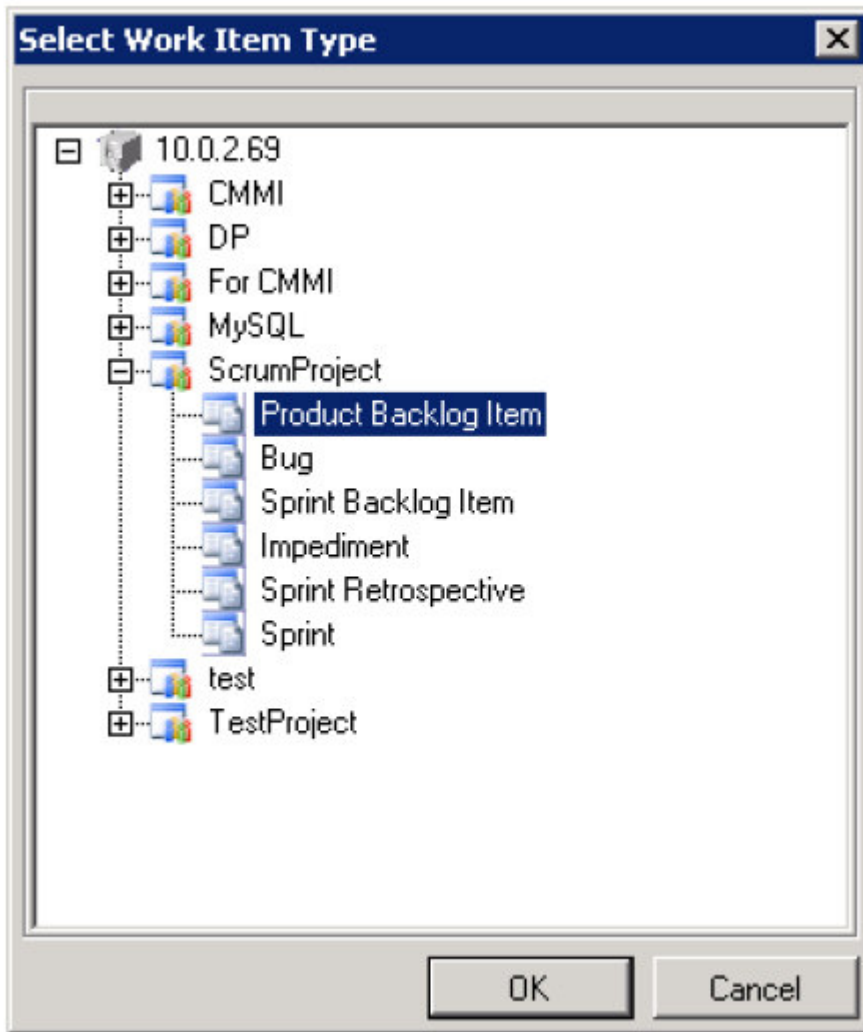 Select Work Item Type
10.0.2.69
CMMI
DP
For CMMI
MySQL
ScrumProject
Product Backlog Item
Bug
Sprint Backlog Item
Impediment
Sprint Retrospective
Sprint
test
TestProject
OK Cancel